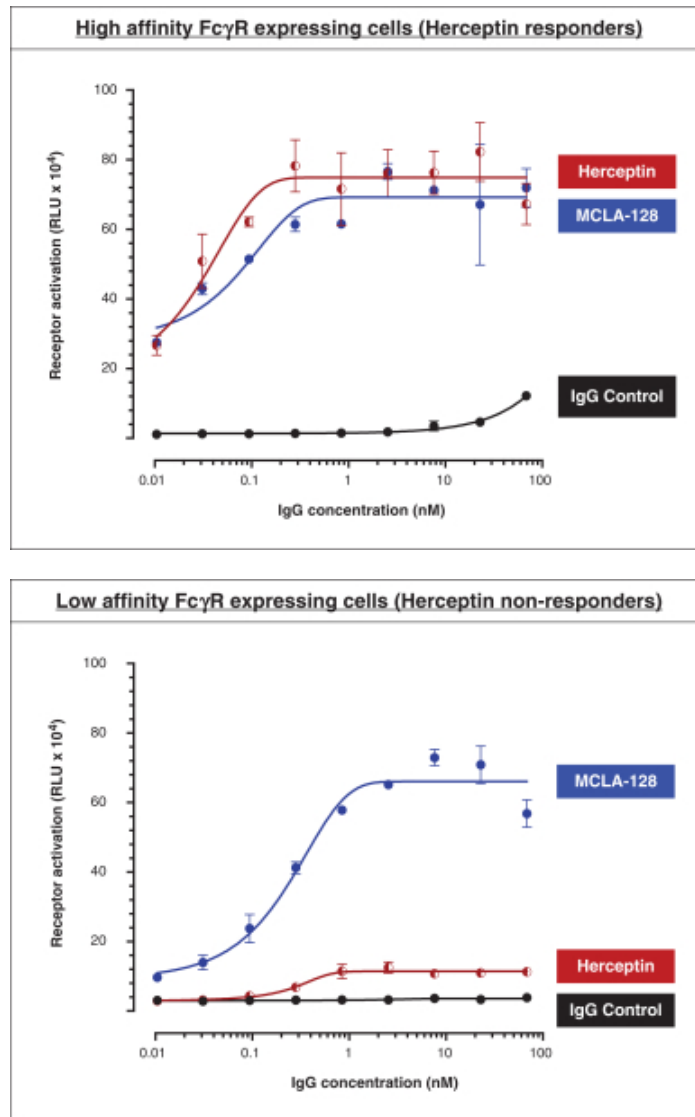 High affinity FcγR expressing cells (Herceptin responders)
100
80
60
40
20
Receptor activation (RLU x 10⁴)
0.01
0.1
1
10
100
IgG concentration (nM)
Herceptin
MCLA-128
IgG Control
Low affinity FcγR expressing cells (Herceptin non-responders)
100
80
60
40
20
Receptor activation (RLU x 10⁴)
0.01
0.1
1
10
100
IgG concentration (nM)
MCLA-128
Herceptin
IgG Control